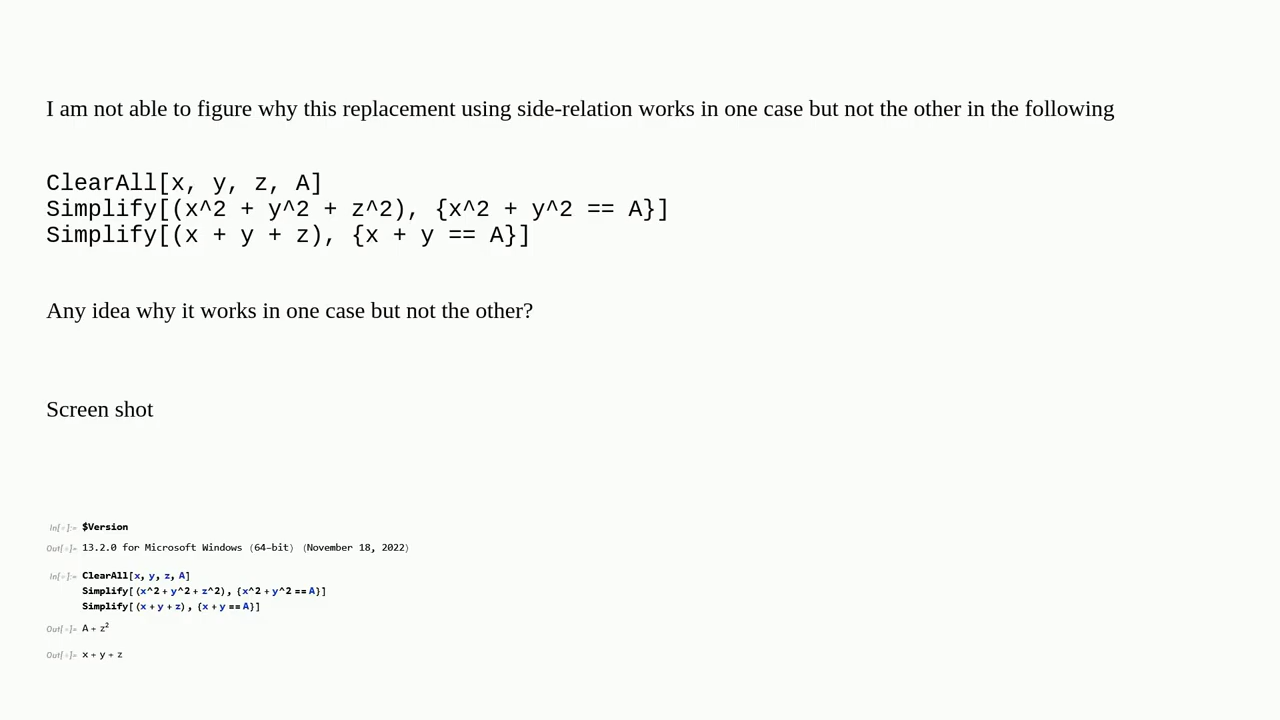 I am not able to figure why this replacement using side-relation works in one case but not the other in the following
ClearAll[x, y, z, A]
Simplify[(x^2 + y^2 + z^2), {x^2 + y^2 == A}]
Simplify[(x + y + z), {x + y == A}]
Any idea why it works in one case but not the other?
Screen shot
In[ ]:= $Version
Out[ ]= 13.2.0 for Microsoft Windows (64-bit) (November 18, 2022)
In[ ]:= ClearAll[x, y, z, A]
Simplify[(x^2 + y^2 + z^2), {x^2 + y^2 == A}]
Simplify[(x + y + z), {x + y == A}]
Out[ ]= A + z²
Out[ ]= x + y + z